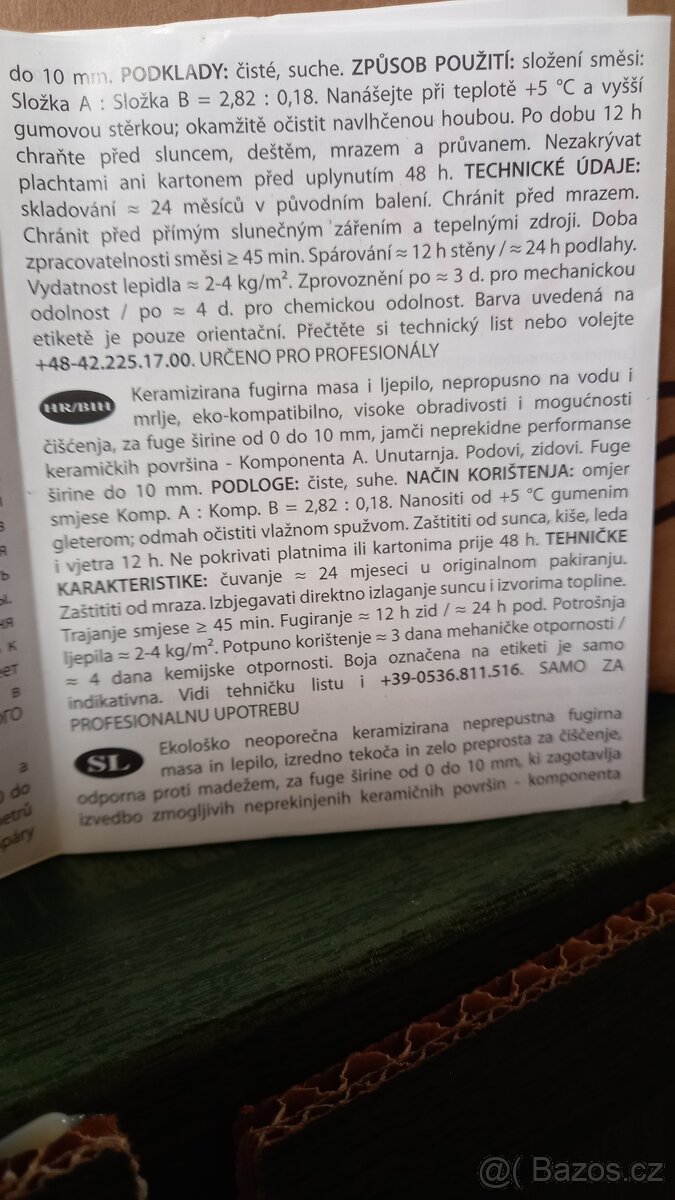 do 10 mm. PODKLADY: čisté, suche. ZPŮSOB POUŽITÍ: složení směsi:
Složka A : Složka B = 2,82 : 0,18. Nanášejte při teplotě +5 °C a vyšší
gumovou stěrkou; okamžitě očistit navlhčenou houbou. Po dobu 12 h
chraňte před sluncem, deštěm, mrazem a průvanem. Nezakrývat
plachtami ani kartonem před uplynutím 48 h. TECHNICKÉ ÚDAJE:
skladování ≈ 24 měsíců v původním balení. Chránit před mrazem.
Chránit před přímým slunečným zářením a tepelnými zdroji. Doba
zpracovatelnosti směsi ≥ 45 min. Spárování ≈ 12 h stěny / ≈ 24 h podlahy.
Vydatnost lepidla ≈ 2-4 kg/m². Zprovoznění po ≈ 3 d. pro mechanickou
odolnost / po ≈ 4 d. pro chemickou odolnost. Barva uvedená na
etiketě je pouze orientační. Přečtěte si technický list nebo volejte
+48-42.225.17.00. URČENO PRO PROFESIONÁLY
HR/BIH Keramizirana fugirna masa i ljepilo, nepropusno na vodu i
mrlje, eko-kompatibilno, visoke obradivosti i mogućnosti
čišćenja, za fuge širine od 0 do 10 mm, jamči neprekidne performanse
keramičkih površina - Komponenta A. Unutarnja. Podovi, zidovi. Fuge
širine do 10 mm. PODLOGE: čiste, suhe. NAČIN KORIŠTENJA: omjer
smjese Komp. A : Komp. B = 2,82 : 0,18. Nanositi od +5 °C gumenim
gleterom; odmah očistiti vlažnom spužvom. Zaštititi od sunca, kiše, leda
i vjetra 12 h. Ne pokrivati platnima ili kartonima prije 48 h. TEHNIČKE
KARAKTERISTIKE: čuvanje ≈ 24 mjeseci u originalnom pakiranju.
Zaštititi od mraza. Izbjegavati direktno izlaganje suncu i izvorima topline.
Trajanje smjese ≥ 45 min. Fugiranje ≈ 12 h zid / ≈ 24 h pod. Potrošnja
ljepila ≈ 2-4 kg/m². Potpuno korištenje ≈ 3 dana mehaničke otpornosti /
≈ 4 dana kemijske otpornosti. Boja označena na etiketi je samo
indikativna. Vidi tehničku listu i +39-0536.811.516. SAMO ZA
PROFESIONALNU UPOTREBU
SL Ekološko neoporečna keramizirana neprepustna fugirna
masa in lepilo, izredno tekoča in zelo preprosta za čiščenje,
odporna proti madežem, za fuge širine od 0 do 10 mm, ki zagotavlja
izvedbo zmogljivih neprekinjenih keramičnih površin - komponenta
@( Bazos.cz